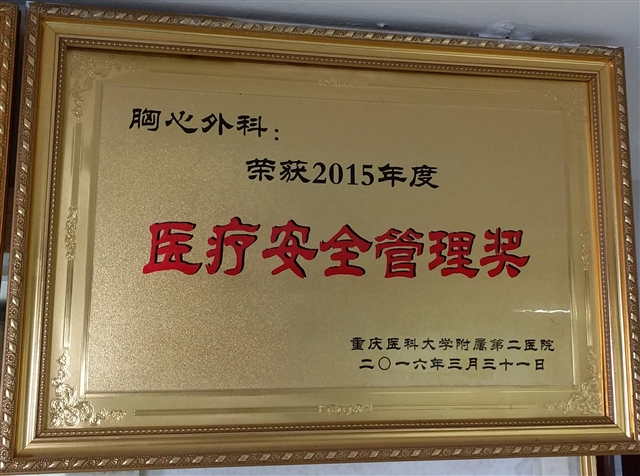 胸心外科：
荣获2015年度
医疗安全管理奖
重庆医科大学附属第二医院
二〇一六年三月三十一日